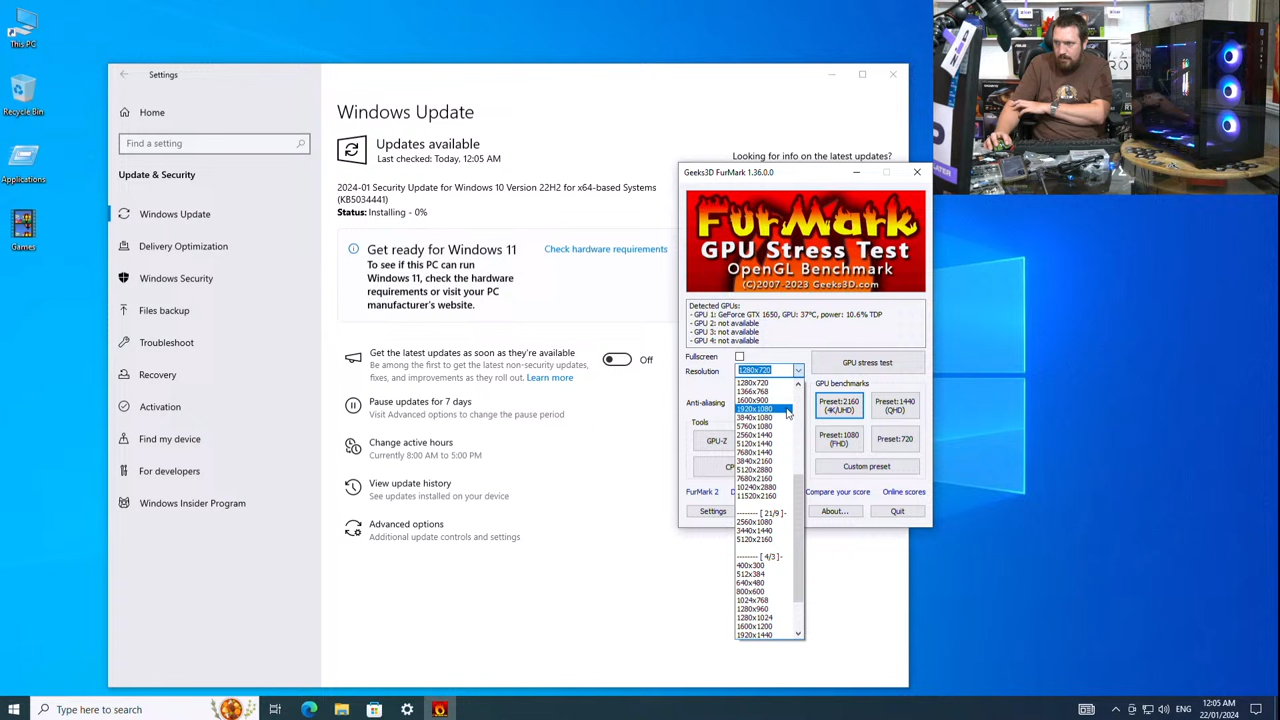 This PC
Recycle Bin
Applications
Games
Settings
Home
Find a setting
Update & Security
Windows Update
Delivery Optimization
Windows Security
Files backup
Troubleshoot
Recovery
Activation
Find my device
For developers
Windows Insider Program
Windows Update
Updates available
Last checked: Today, 12:05 AM
Looking for info on the latest updates?
2024-01 Security Update for Windows 10 Version 22H2 for x64-based Systems
(KB5034441)
Status: Installing - 0%
Get ready for Windows 11
Check hardware requirements
To see if this PC can run
Windows 11, check the
hardware requirements
or visit your PC
manufacturer's website.
Get the latest updates as soon as they're available
Be among the first to get the latest non-security updates,
fixes, and improvements as they roll out. Learn more
Off
Pause updates for 7 days
Visit Advanced options to change the pause period
Change active hours
Currently 8:00 AM to 5:00 PM
View update history
See updates installed on your device
Advanced options
Additional update controls and settings
Geeks3D FurMark 1.36.0.0
FurMark
GPU Stress Test
OpenGL Benchmark
(C)2007-2023 Geeks3D.com
Detected GPUs:
- GPU 1: GeForce GTX 1650, GPU: 37°C, power: 10.6% TDP
- GPU 2: not available
- GPU 3: not available
- GPU 4: not available
Fullscreen
Resolution
1280x720
GPU stress test
Anti-aliasing
GPU benchmarks
Preset:2160
(4K/UHD)
Preset:1440
(QHD)
Tools
GPU-Z
Preset:1080
(FHD)
Preset:720
Custom preset
FurMark 2
Compare your score
Online scores
Settings
About...
Quit
1280x720
1366x768
1600x900
1920x1080
3840x1080
5760x1080
2560x1440
5120x1440
7680x1440
3840x2160
5120x2880
7680x2160
10240x2880
11520x2160
-------- [ 21/9 ]-
2560x1080
3440x1440
5120x2160
-------- [ 4/3 ]-
400x300
512x384
640x480
800x600
1024x768
1280x960
1280x1024
1600x1200
1920x1440
Type here to search
ENG
12:05 AM
22/01/2024